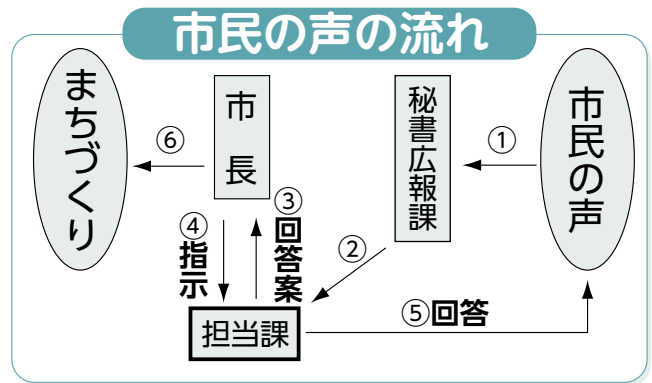 市民の声の流れ
市民の声
①
秘書広報課
②
担当課
③回答案
市長
④指示
⑤回答
⑥
まちづくり